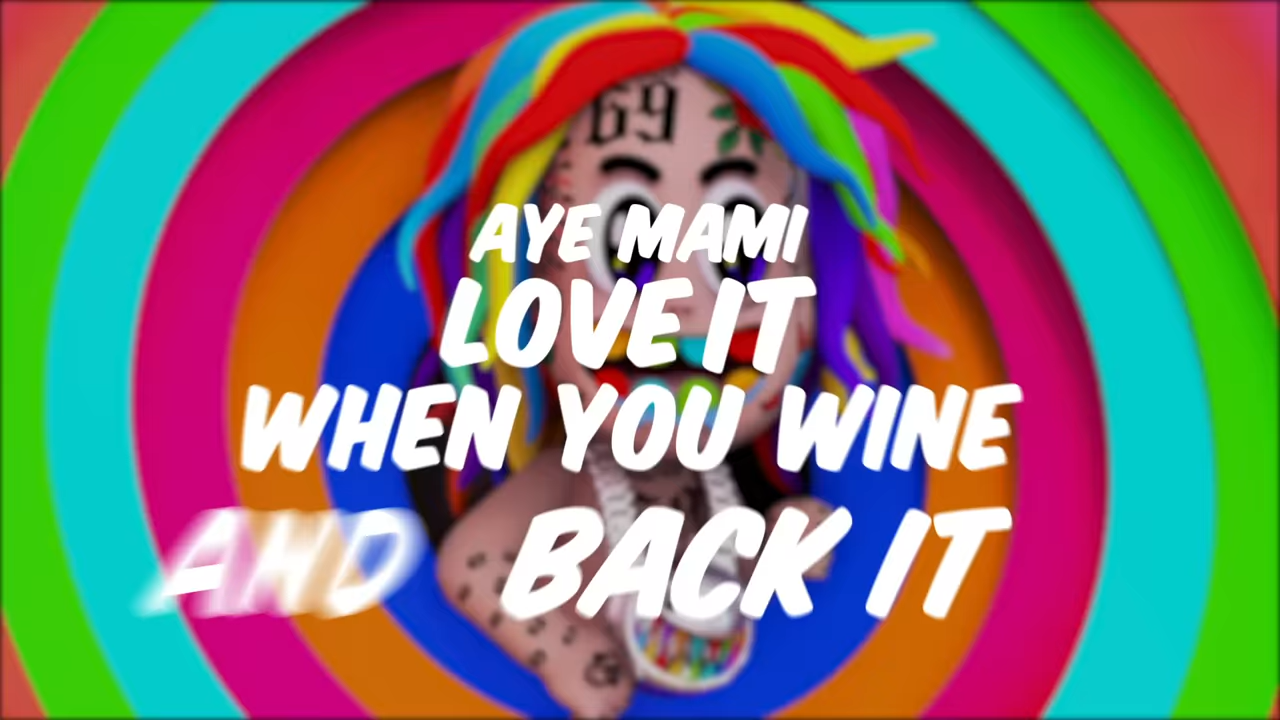 69
AYE MAMI
LOVE IT
WHEN YOU WINE
AND BACK IT